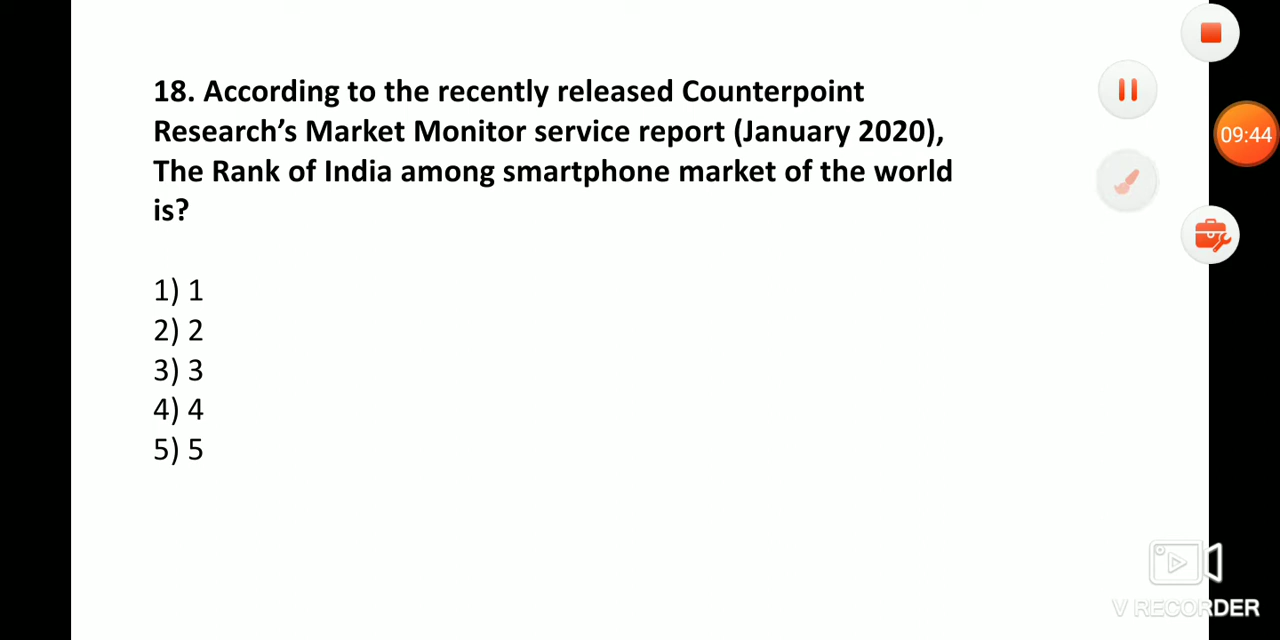 18. According to the recently released Counterpoint
Research’s Market Monitor service report (January 2020),
The Rank of India among smartphone market of the world
is?
1) 1
2) 2
3) 3
4) 4
5) 5
09:44
V RECORDER